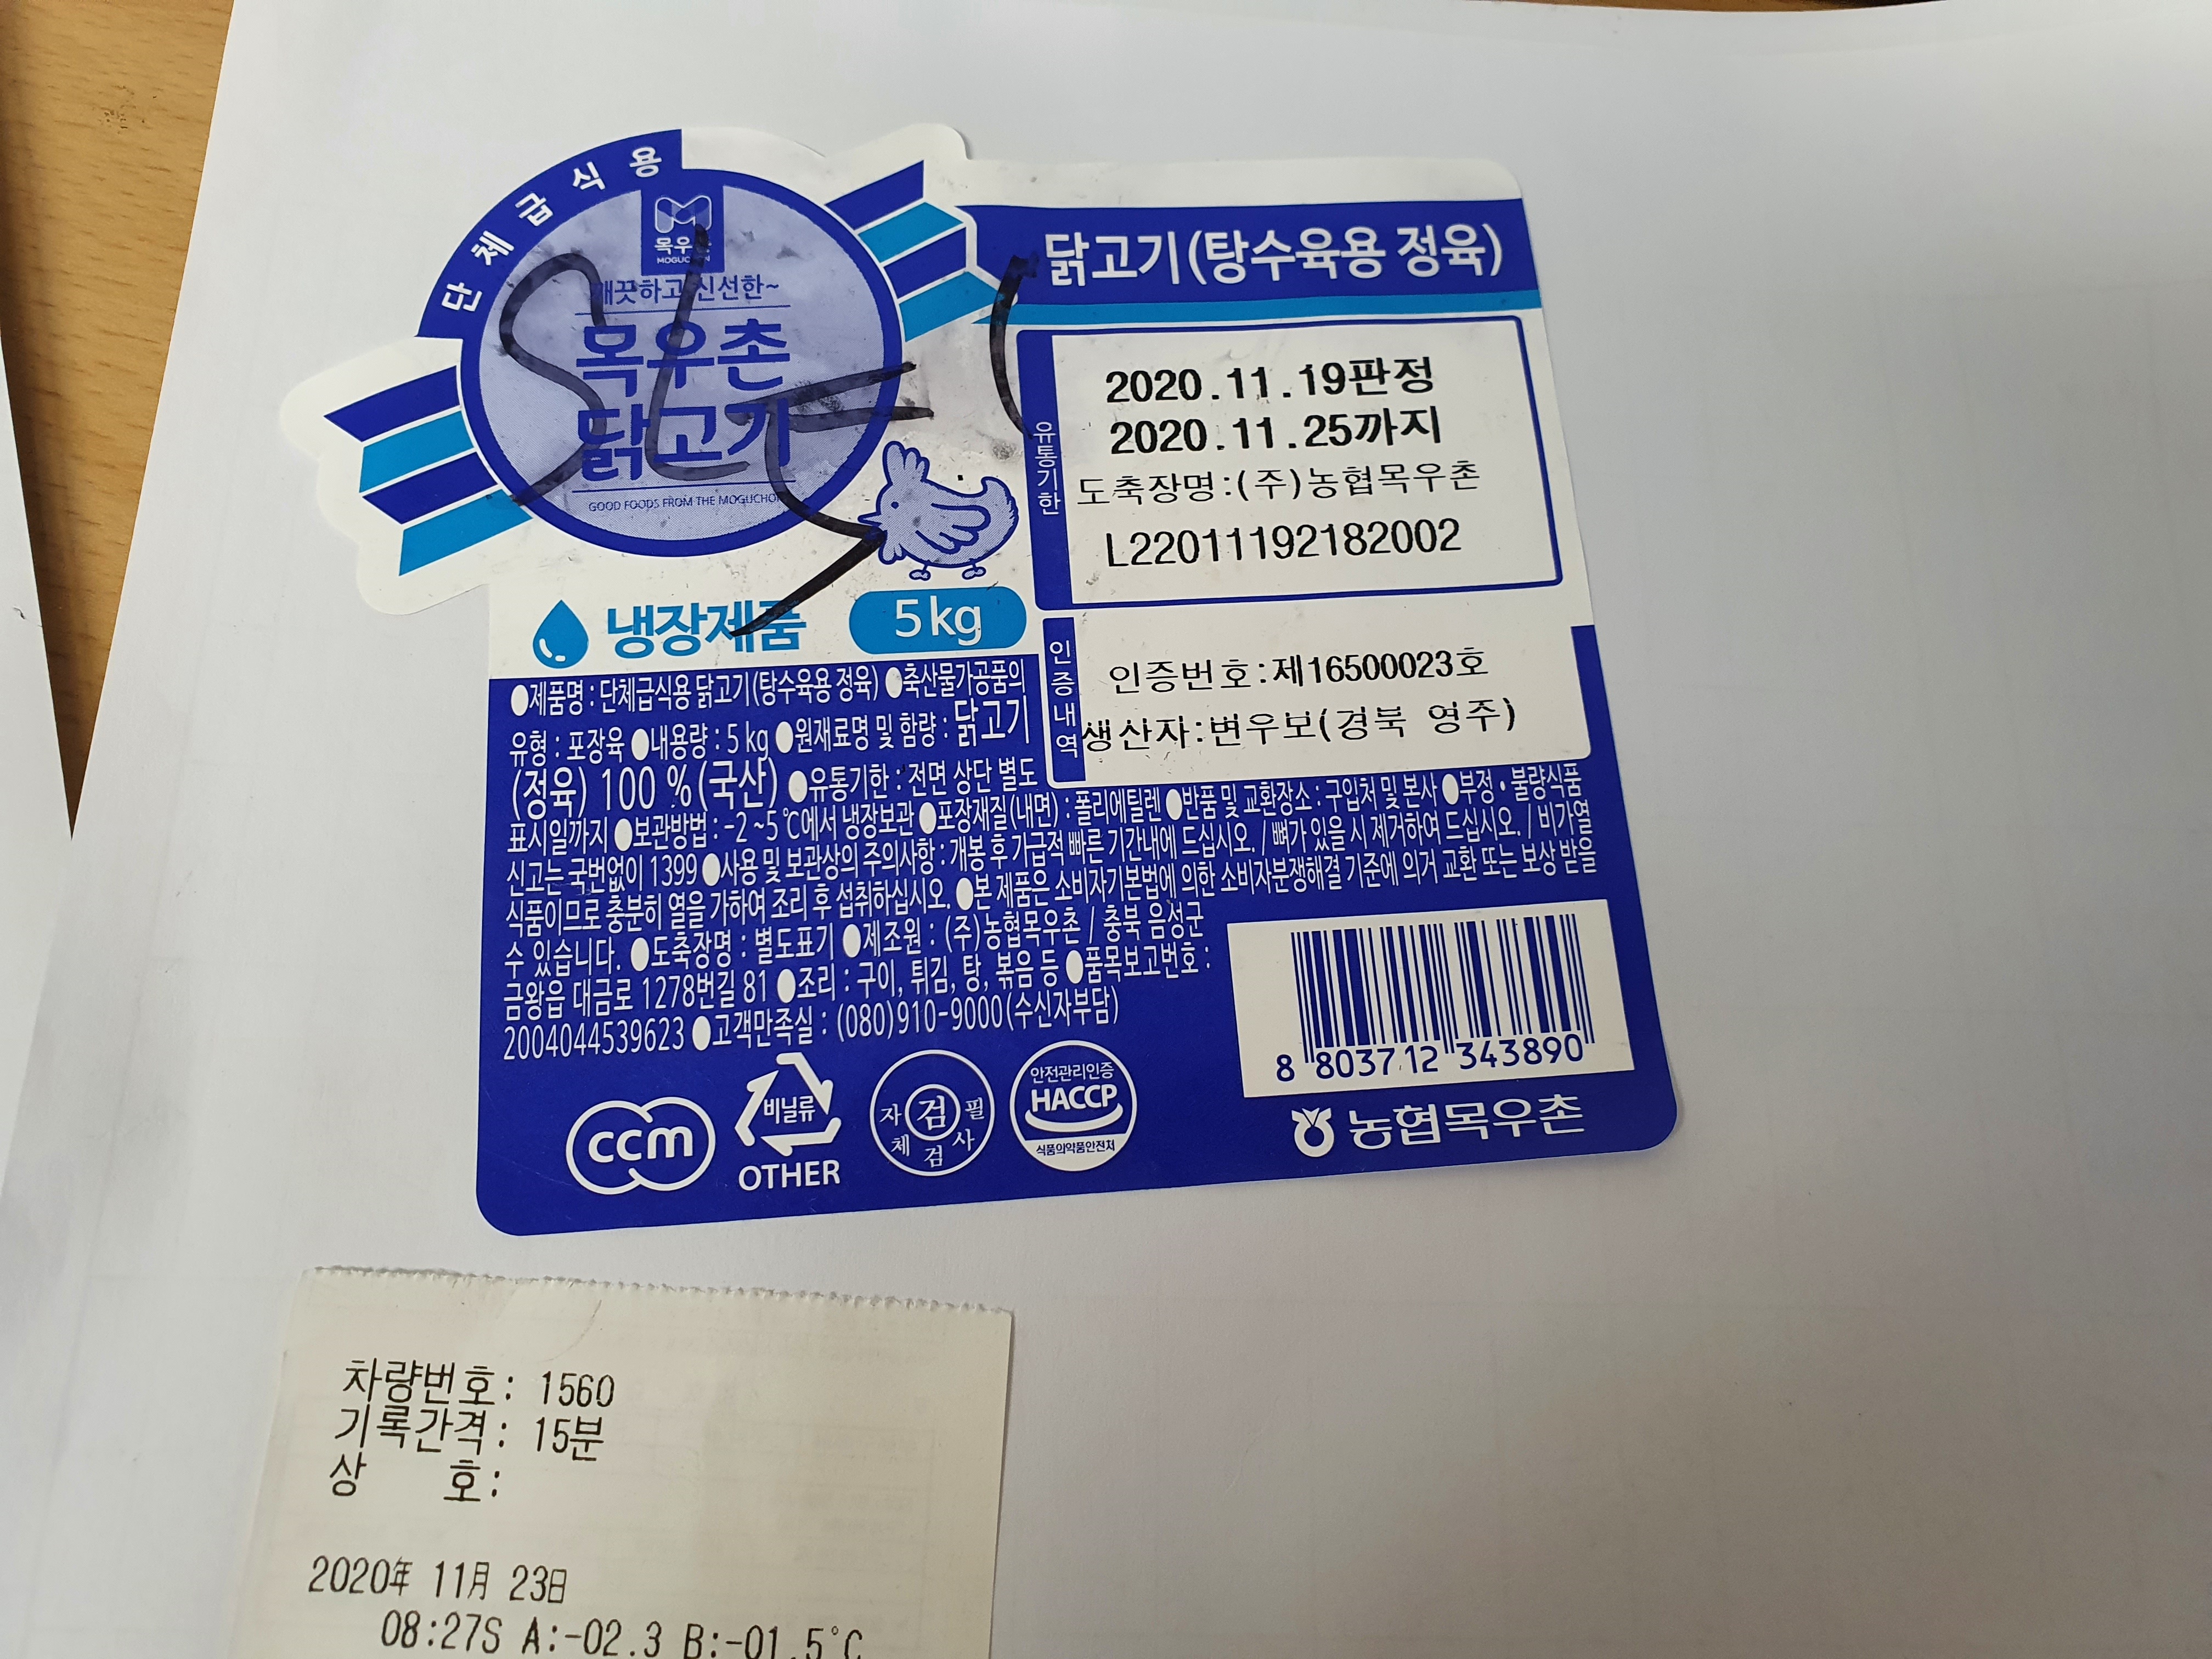 단체급식용
목우촌
MOGUCHON
깨끗하고 신선한~
목우촌
닭고기
GOOD FOODS FROM THE MOGUCHON
냉장제품
5kg
닭고기(탕수육용 정육)
유통기한
2020.11.19판정
2020.11.25까지
도축장명:(주)농협목우촌
L22011192182002
인증내역
인증번호:제16500023호
생산자:변우보(경북 영주)
●제품명 : 단체급식용 닭고기(탕수육용 정육) ●축산물가공품의
유형 : 포장육 ●내용량 : 5 kg ●원재료명 및 함량 : 닭고기
(정육) 100 % (국산) ●유통기한 : 전면 상단 별도
표시일까지 ●보관방법 : -2 ~5 ℃에서 냉장보관 ●포장재질(내면) : 폴리에틸렌 ●반품 및 교환장소 : 구입처 및 본사 ●부정 • 불량식품
신고는 국번없이 1399 ●사용 및 보관상의 주의사항 : 개봉 후 가급적 빠른 기간내에 드십시오. / 뼈가 있을 시 제거하여 드십시오. / 비가열
식품이므로 충분히 열을 가하여 조리 후 섭취하십시오. ●본 제품은 소비자기본법에 의한 소비자분쟁해결 기준에 의거 교환 또는 보상 받을
수 있습니다. ●도축장명 : 별도표기 ●제조원 : (주)농협목우촌 / 충북 음성군
금왕읍 대금로 1278번길 81 ●조리 : 구이, 튀김, 탕, 볶음 등 ●품목보고번호 :
2004044539623 ●고객만족실 : (080)910-9000(수신자부담)
ccm
비닐류
OTHER
검
자체검사필
안전관리인증
HACCP
식품의약품안전처
8 803712 343890
농협목우촌
차량번호: 1560
기록간격: 15분
상 호:
2020年 11月 23日
08:27S A:-02.3 B:-01.5℃